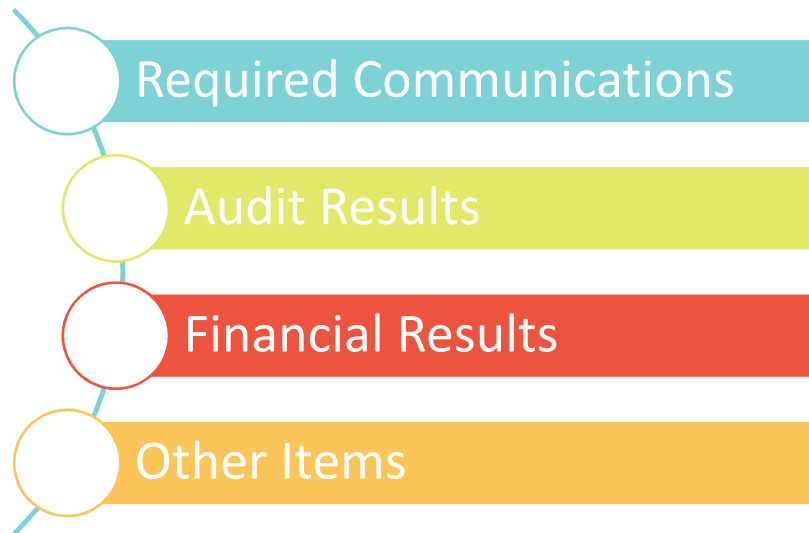 Required Communications
Audit Results
Financial Results
Other Items